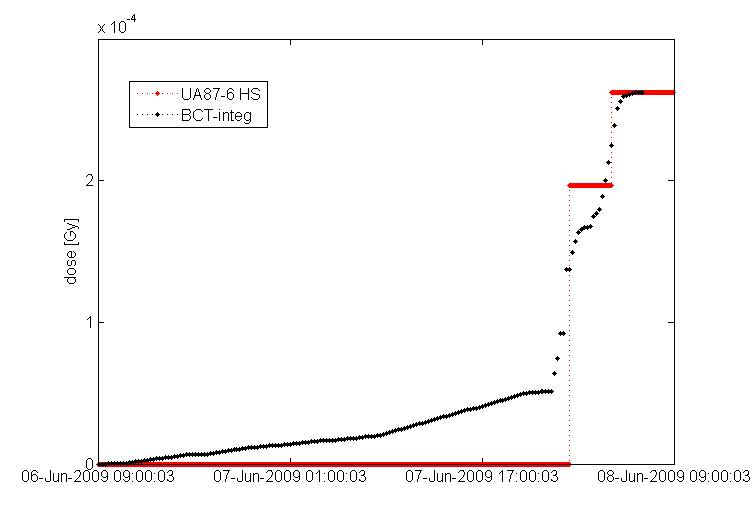 x 10-4
UA87-6 HS
BCT-integ
2
dose [Gy]
1
0
06-Jun-2009 09:00:03 07-Jun-2009 01:00:03 07-Jun-2009 17:00:03 08-Jun-2009 09:00:03